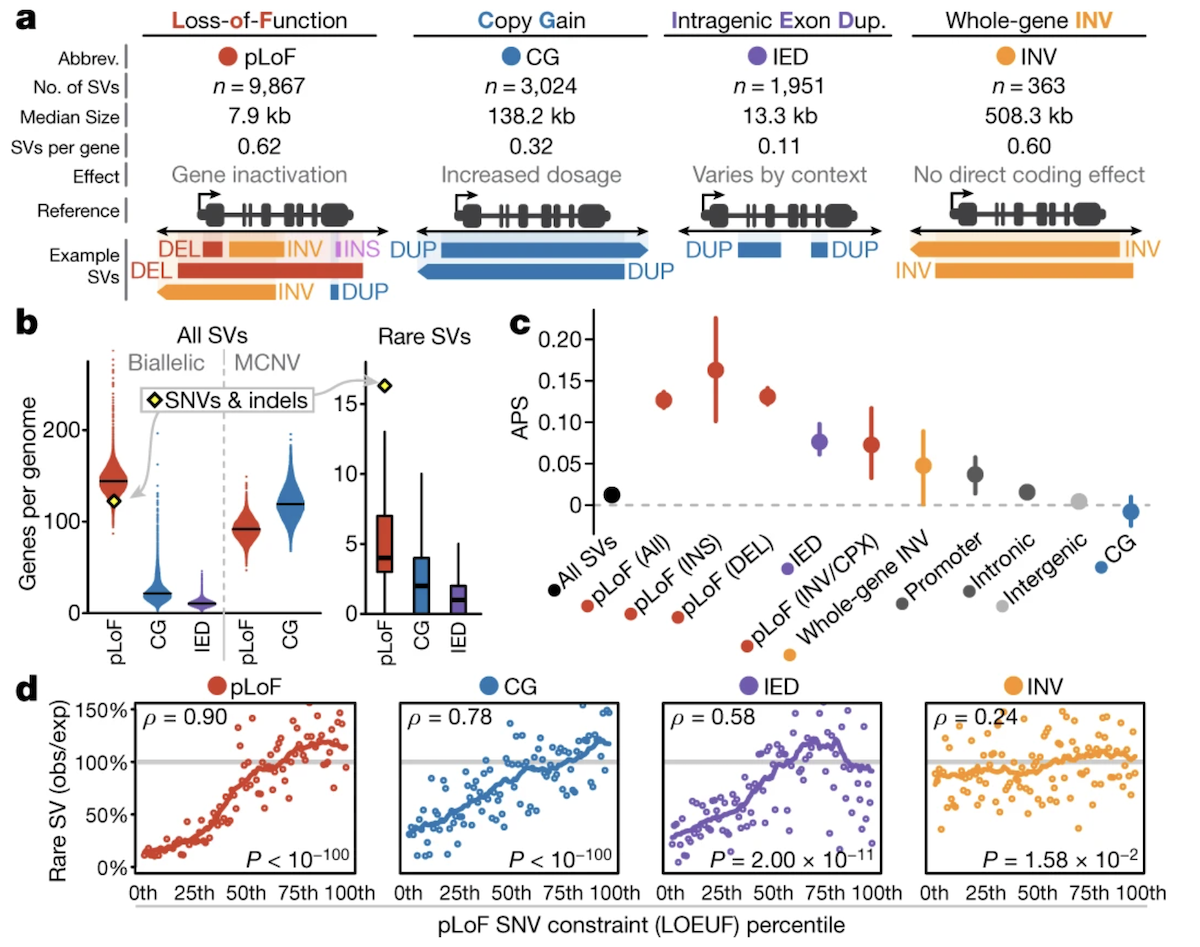 a
Loss-of-Function Copy Gain Intragenic Exon Dup. Whole-gene INV
Abbrev. pLoF CG IED INV
No. of SVs n = 9,867 n = 3,024 n = 1,951 n = 363
Median Size 7.9 kb 138.2 kb 13.3 kb 508.3 kb
SVs per gene 0.62 0.32 0.11 0.60
Effect Gene inactivation Increased dosage Varies by context No direct coding effect
Reference
Example
SVs
DEL INV INS DUP DUP DUP INV
DEL DUP INV
INV DUP
b
All SVs
Biallelic MCNV
Rare SVs
SNVs & indels
Genes per genome
200
100
0
pLoF CG IED pLoF CG
15
10
5
0
pLoF CG IED
c
APS
0.20
0.15
0.10
0.05
0
All SVs
pLoF (All)
pLoF (INS)
pLoF (DEL)
IED
pLoF (INV/CPX)
Whole-gene INV
Promoter
Intronic
Intergenic
CG
d
pLoF CG IED INV
Rare SV (obs/exp)
150%
100%
50%
0%
ρ = 0.90 ρ = 0.78 ρ = 0.58 ρ = 0.24
P < 10⁻¹⁰⁰ P < 10⁻¹⁰⁰ P = 2.00 × 10⁻¹¹ P = 1.58 × 10⁻²
0th 25th 50th 75th 100th 0th 25th 50th 75th 100th 0th 25th 50th 75th 100th 0th 25th 50th 75th 100th
pLoF SNV constraint (LOEUF) percentile